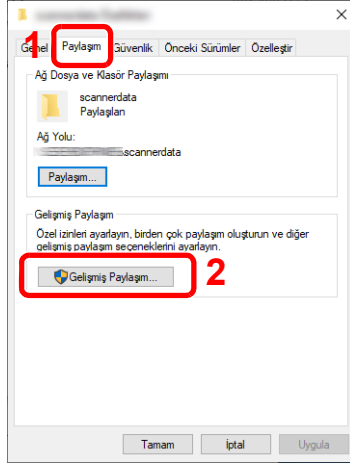 1
Genel Paylaşım Güvenlik Önceki Sürümler Özelleştir
Ağ Dosya ve Klasör Paylaşımı
scannerdata
Paylaşılan
Ağ Yolu:
scannerdata
Paylaşım...
Gelişmiş Paylaşım
Özel izinleri ayarlayın, birden çok paylaşım oluşturun ve diğer
gelişmiş paylaşım seçeneklerini ayarlayın.
Gelişmiş Paylaşım...
2
Tamam İptal Uygula